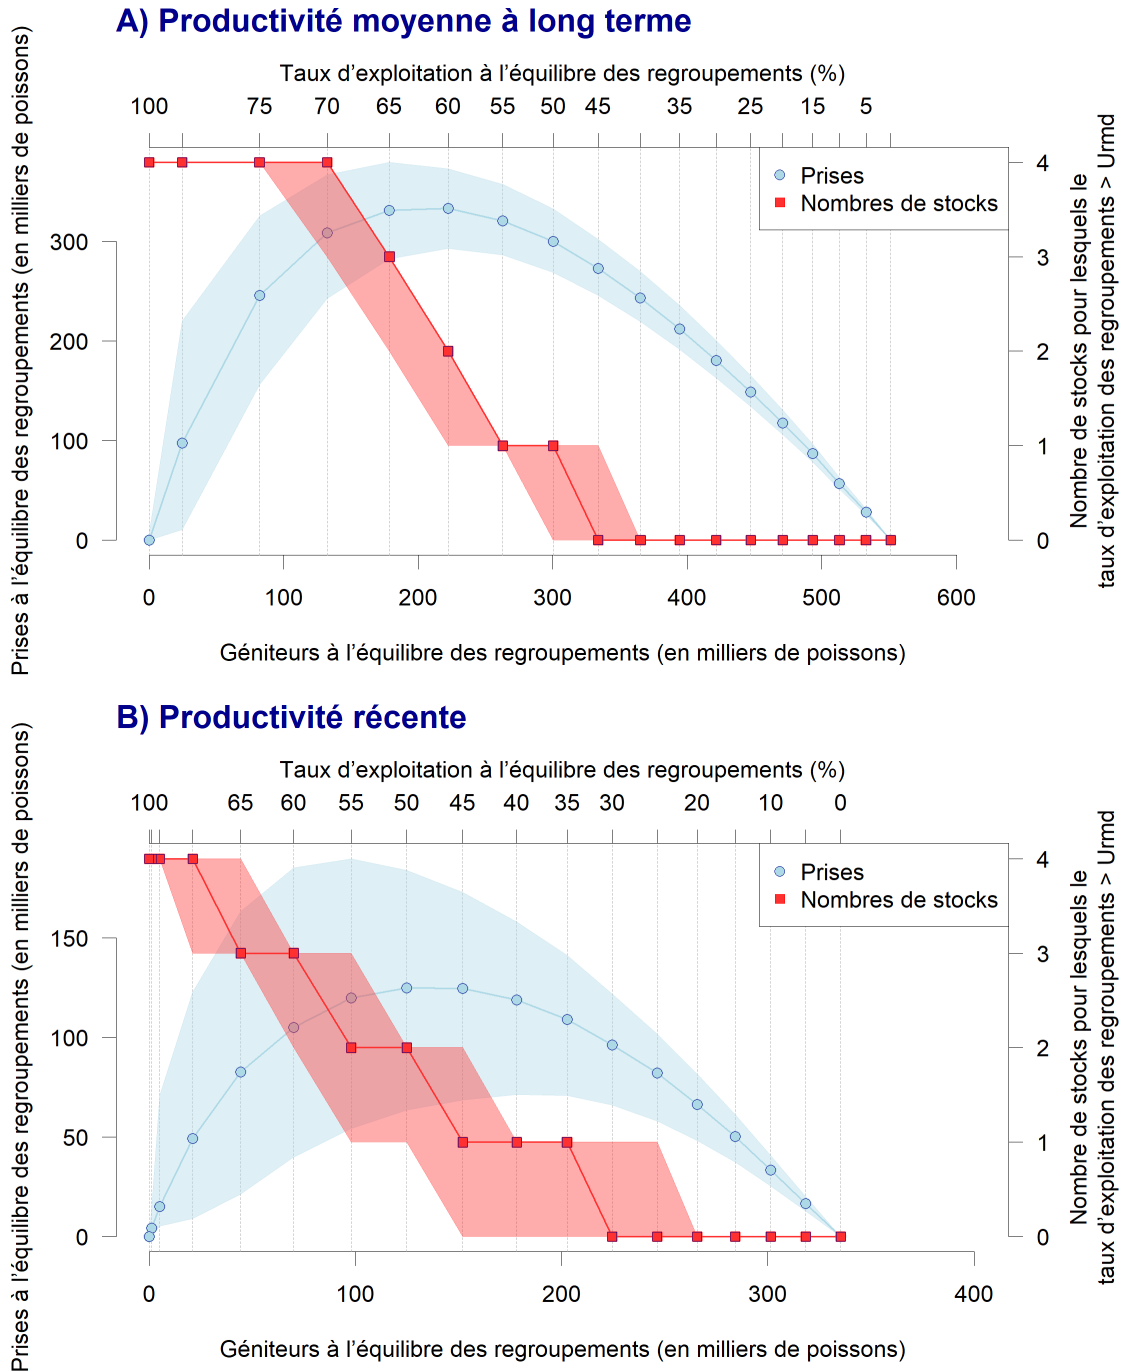 A) Productivité moyenne à long terme
Taux d’exploitation à l’équilibre des regroupements (%)
100 75 70 65 60 55 50 45 35 25 15 5
Prises à l’équilibre des regroupements (en milliers de poissons)
300
200
100
0
Prises
Nombres de stocks
4
3
2
1
0
Nombre de stocks pour lesquels le
taux d’exploitation des regroupements > Urmd
0 100 200 300 400 500 600
Géniteurs à l’équilibre des regroupements (en milliers de poissons)
B) Productivité récente
Taux d’exploitation à l’équilibre des regroupements (%)
100 65 60 55 50 45 40 35 30 20 10 0
Prises à l’équilibre des regroupements (en milliers de poissons)
150
100
50
0
Prises
Nombres de stocks
4
3
2
1
0
Nombre de stocks pour lesquels le
taux d’exploitation des regroupements > Urmd
0 100 200 300 400
Géniteurs à l’équilibre des regroupements (en milliers de poissons)